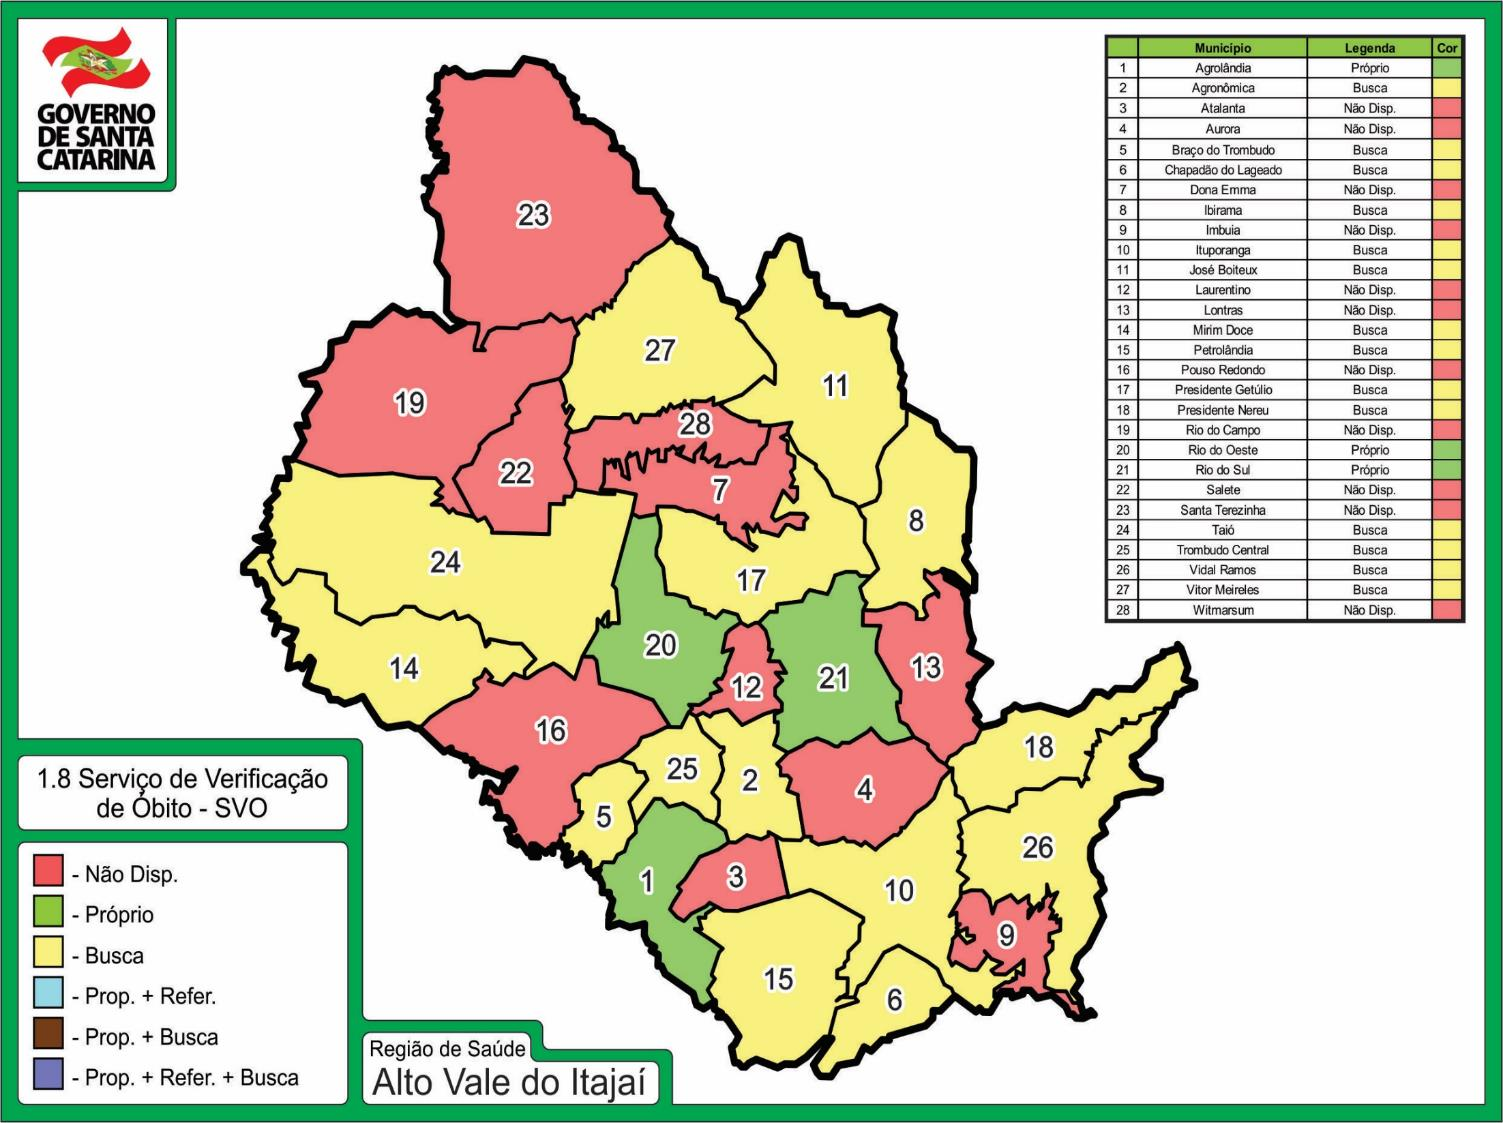 GOVERNO
DE SANTA
CATARINA
Município Legenda Cor
1 Agrolândia Próprio
2 Agronômica Busca
3 Atalanta Não Disp.
4 Aurora Não Disp.
5 Braço do Trombudo Busca
6 Chapadão do Lageado Busca
7 Dona Emma Não Disp.
8 Ibirama Busca
9 Imbuia Não Disp.
10 Ituporanga Busca
11 José Boiteux Busca
12 Laurentino Não Disp.
13 Lontras Não Disp.
14 Mirim Doce Busca
15 Petrolândia Busca
16 Pouso Redondo Não Disp.
17 Presidente Getúlio Busca
18 Presidente Nereu Busca
19 Rio do Campo Não Disp.
20 Rio do Oeste Próprio
21 Rio do Sul Próprio
22 Salete Não Disp.
23 Santa Terezinha Não Disp.
24 Taió Busca
25 Trombudo Central Busca
26 Vidal Ramos Busca
27 Vitor Meireles Busca
28 Witmarsum Não Disp.
23
27
11
19
28
22
7
8
24
17
20
14
12
21
13
16
18
25
2
4
5
26
1
3
10
9
15
6
1.8 Serviço de Verificação
de Óbito - SVO
- Não Disp.
- Próprio
- Busca
- Prop. + Refer.
- Prop. + Busca
- Prop. + Refer. + Busca
Região de Saúde
Alto Vale do Itajaí